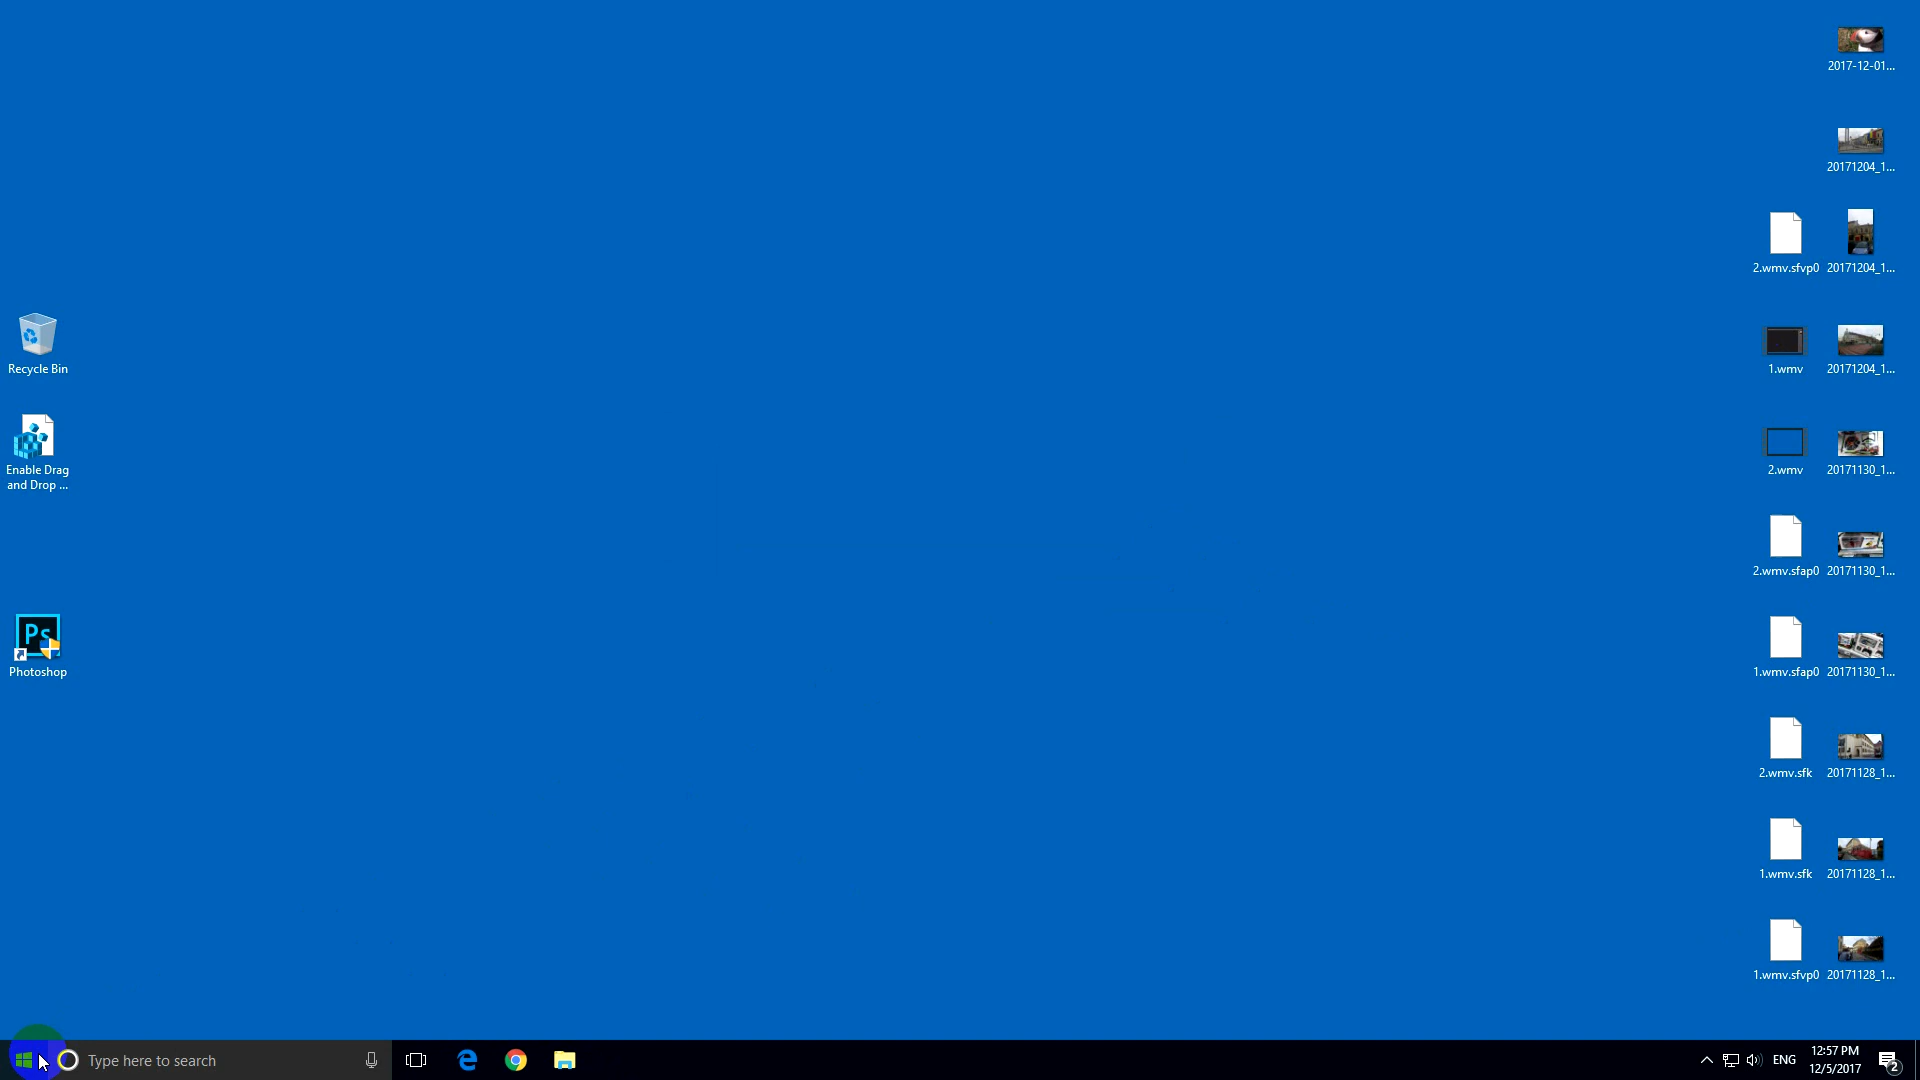 2017-12-01...
20171204_1...
2.wmv.sfvp0
20171204_1...
Recycle Bin
1.wmv
20171204_1...
Enable Drag
and Drop ...
2.wmv
20171130_1...
2.wmv.sfap0
20171130_1...
Ps
Photoshop
1.wmv.sfap0
20171130_1...
2.wmv.sfk
20171128_1...
1.wmv.sfk
20171128_1...
1.wmv.sfvp0
20171128_1...
Type here to search
ENG
12:57 PM
12/5/2017
2